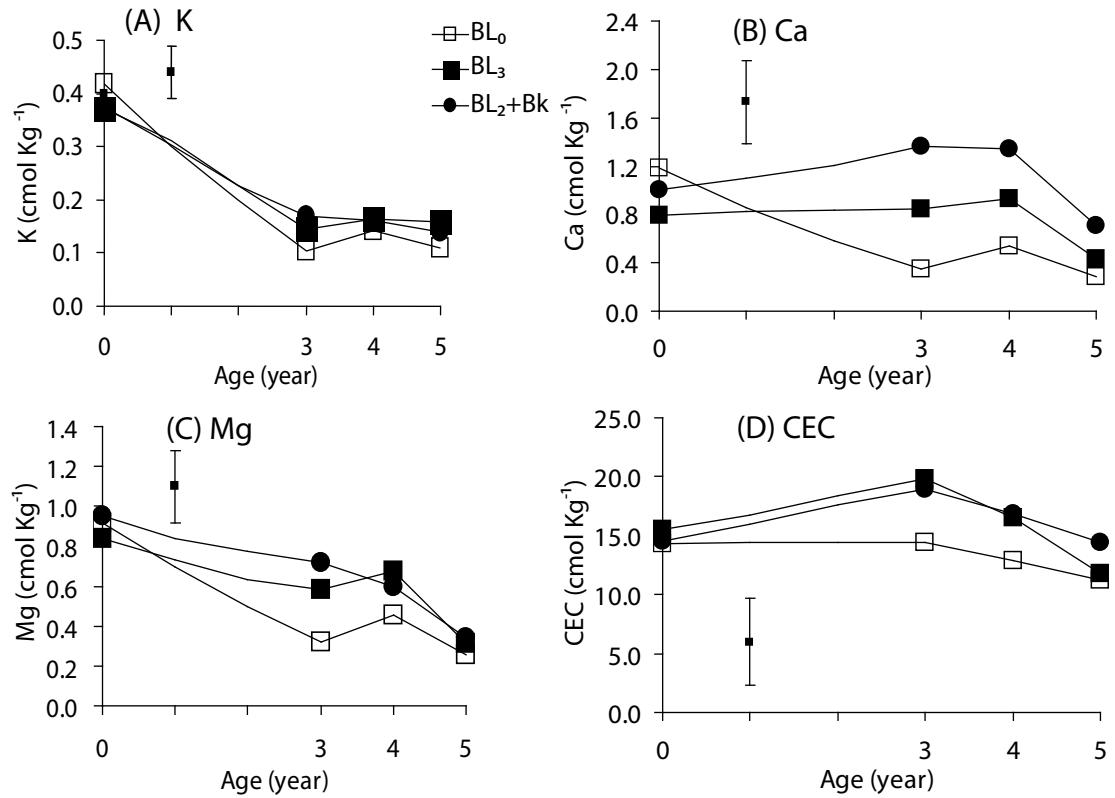 (A) K
BL₀
BL₃
BL₂+Bk
K (cmol Kg⁻¹)
0.5
0.4
0.3
0.2
0.1
0.0
0 3 4 5
Age (year)
(B) Ca
Ca (cmol Kg⁻¹)
2.4
2.0
1.6
1.2
0.8
0.4
0.0
0 3 4 5
Age (year)
(C) Mg
Mg (cmol Kg⁻¹)
1.4
1.2
1.0
0.8
0.6
0.4
0.2
0.0
0 3 4 5
Age (year)
(D) CEC
CEC (cmol Kg⁻¹)
25.0
20.0
15.0
10.0
5.0
0.0
0 3 4 5
Age (year)